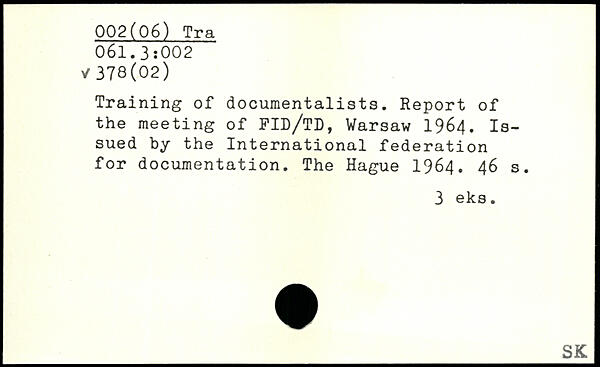 002(06) Tra
061.3:002
v 378(02)
Training of documentalists. Report of
the meeting of FID/TD, Warsaw 1964. Is-
sued by the International federation
for documentation. The Hague 1964. 46 s.
3 eks.
SK